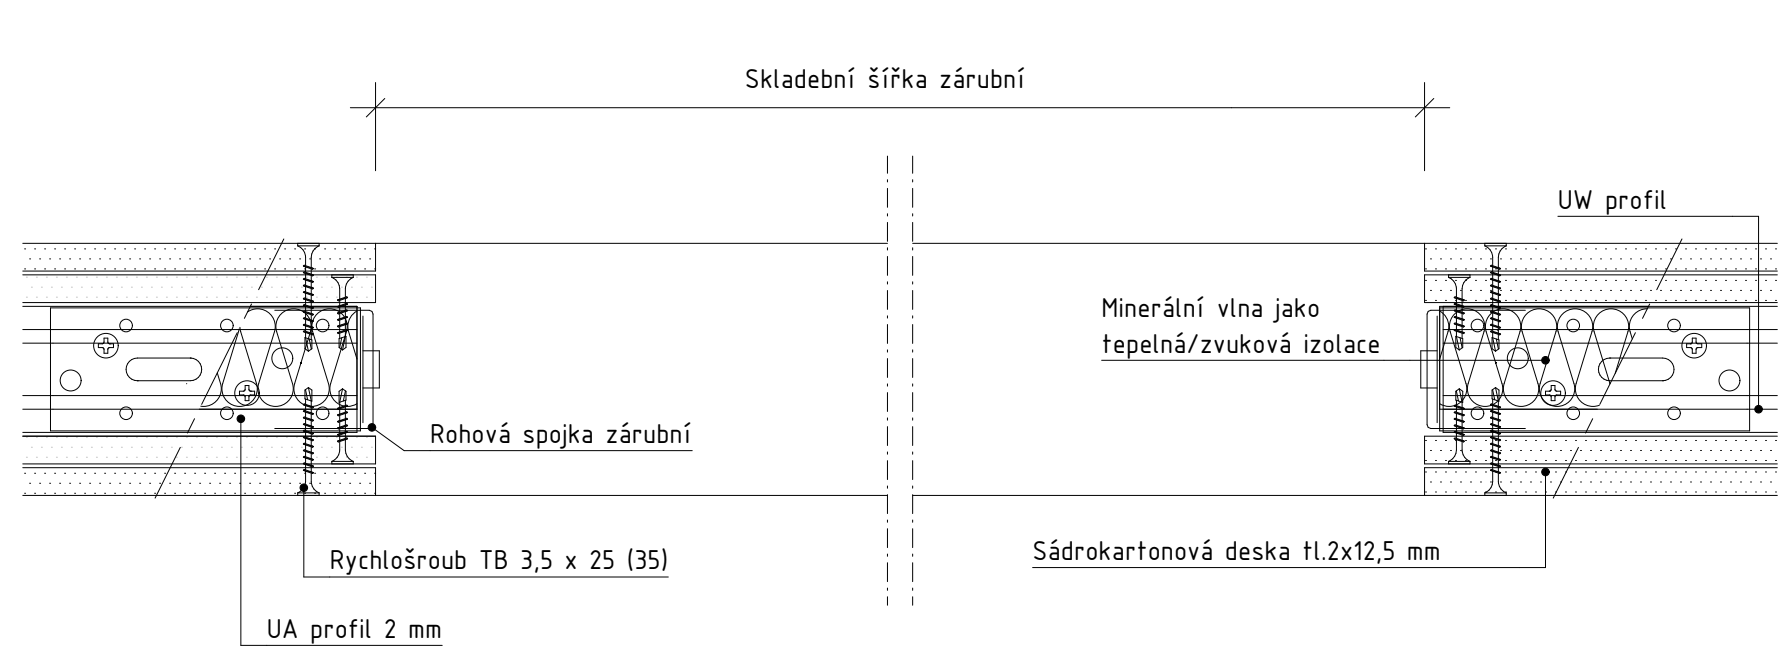 Skladební šířka zárubní
UW profil
Minerální vlna jako
tepelná/zvuková izolace
Rohová spojka zárubní
Rychlošroub TB 3,5 x 25 (35)
Sádrokartonová deska tl.2x12,5 mm
UA profil 2 mm